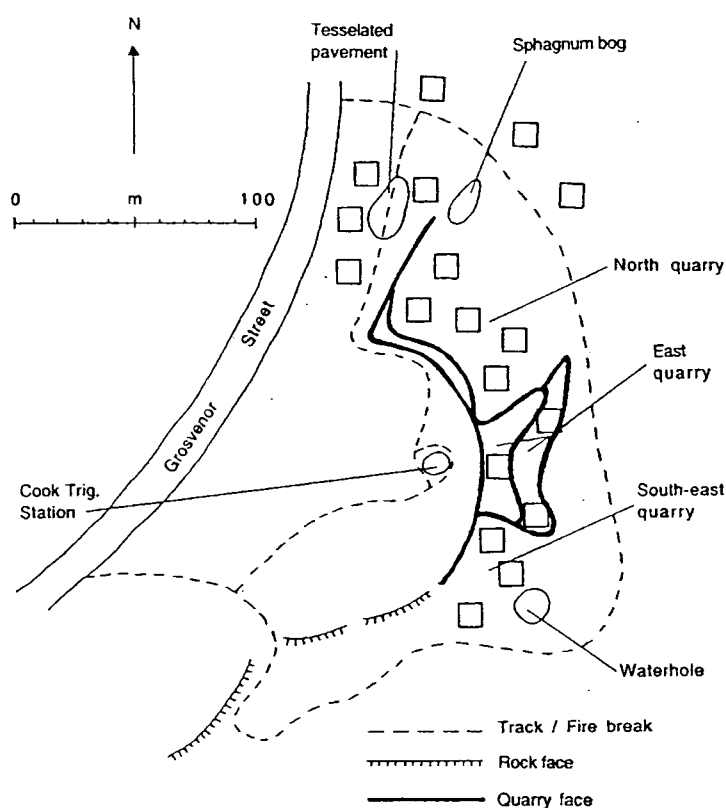 N
Tesselated
pavement
Sphagnum bog
0 m 100
North quarry
Street
Grosvenor
East
quarry
Cook Trig.
Station
South-east
quarry
Waterhole
Track / Fire break
Rock face
Quarry face